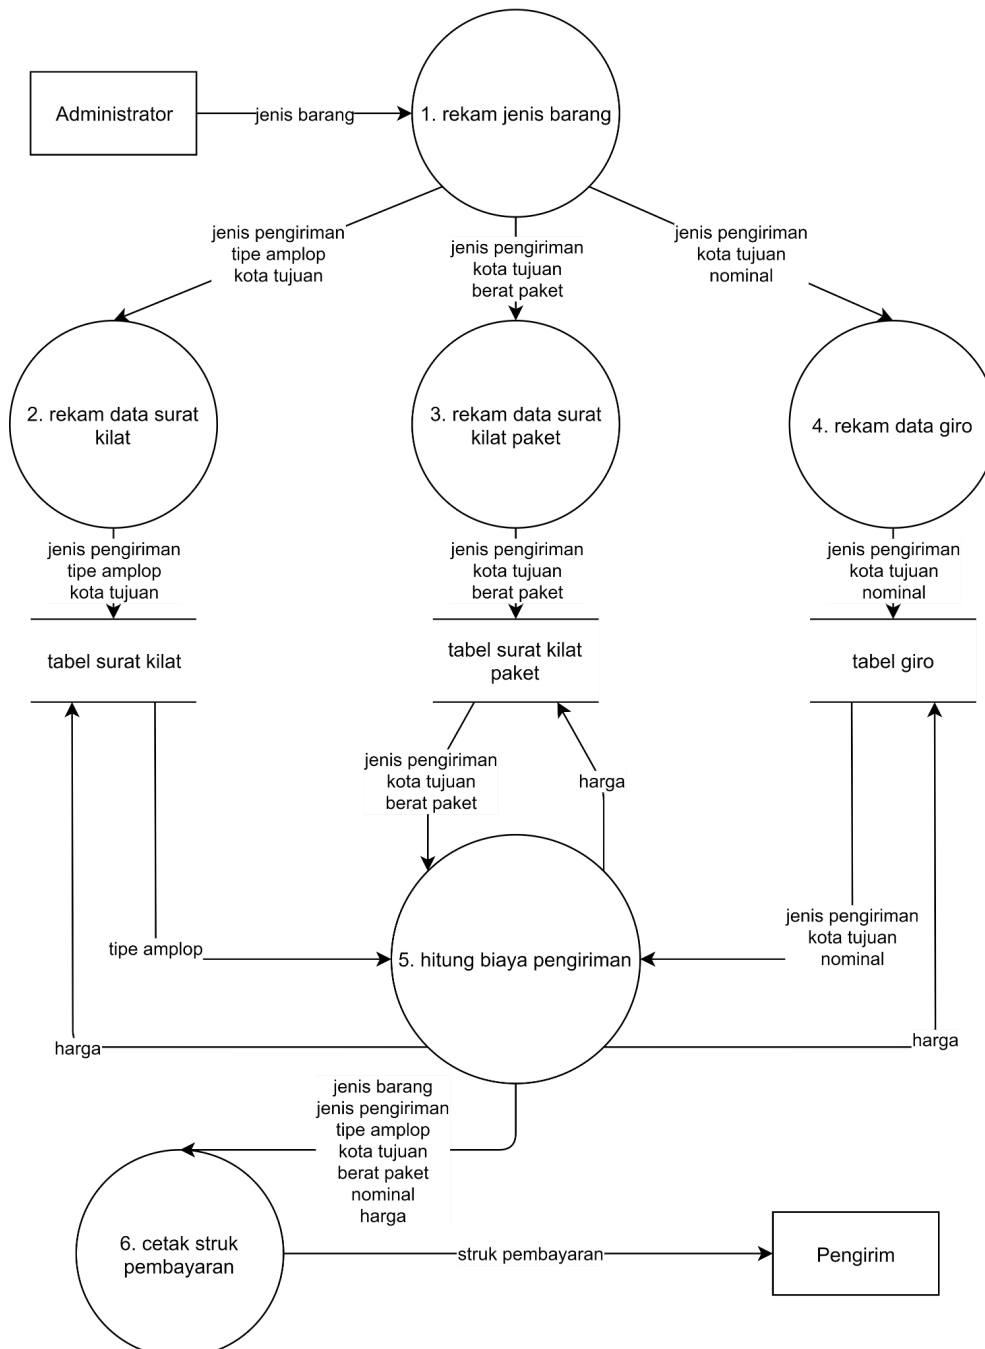 Administrator
jenis barang
1. rekam jenis barang
jenis pengiriman
tipe amplop
kota tujuan
jenis pengiriman
kota tujuan
berat paket
jenis pengiriman
kota tujuan
nominal
2. rekam data surat
kilat
3. rekam data surat
kilat paket
4. rekam data giro
jenis pengiriman
tipe amplop
kota tujuan
jenis pengiriman
kota tujuan
berat paket
jenis pengiriman
kota tujuan
nominal
tabel surat kilat
tabel surat kilat
paket
tabel giro
jenis pengiriman
kota tujuan
berat paket
harga
tipe amplop
5. hitung biaya pengiriman
jenis pengiriman
kota tujuan
nominal
harga
harga
jenis barang
jenis pengiriman
tipe amplop
kota tujuan
berat paket
nominal
harga
6. cetak struk
pembayaran
struk pembayaran
Pengirim